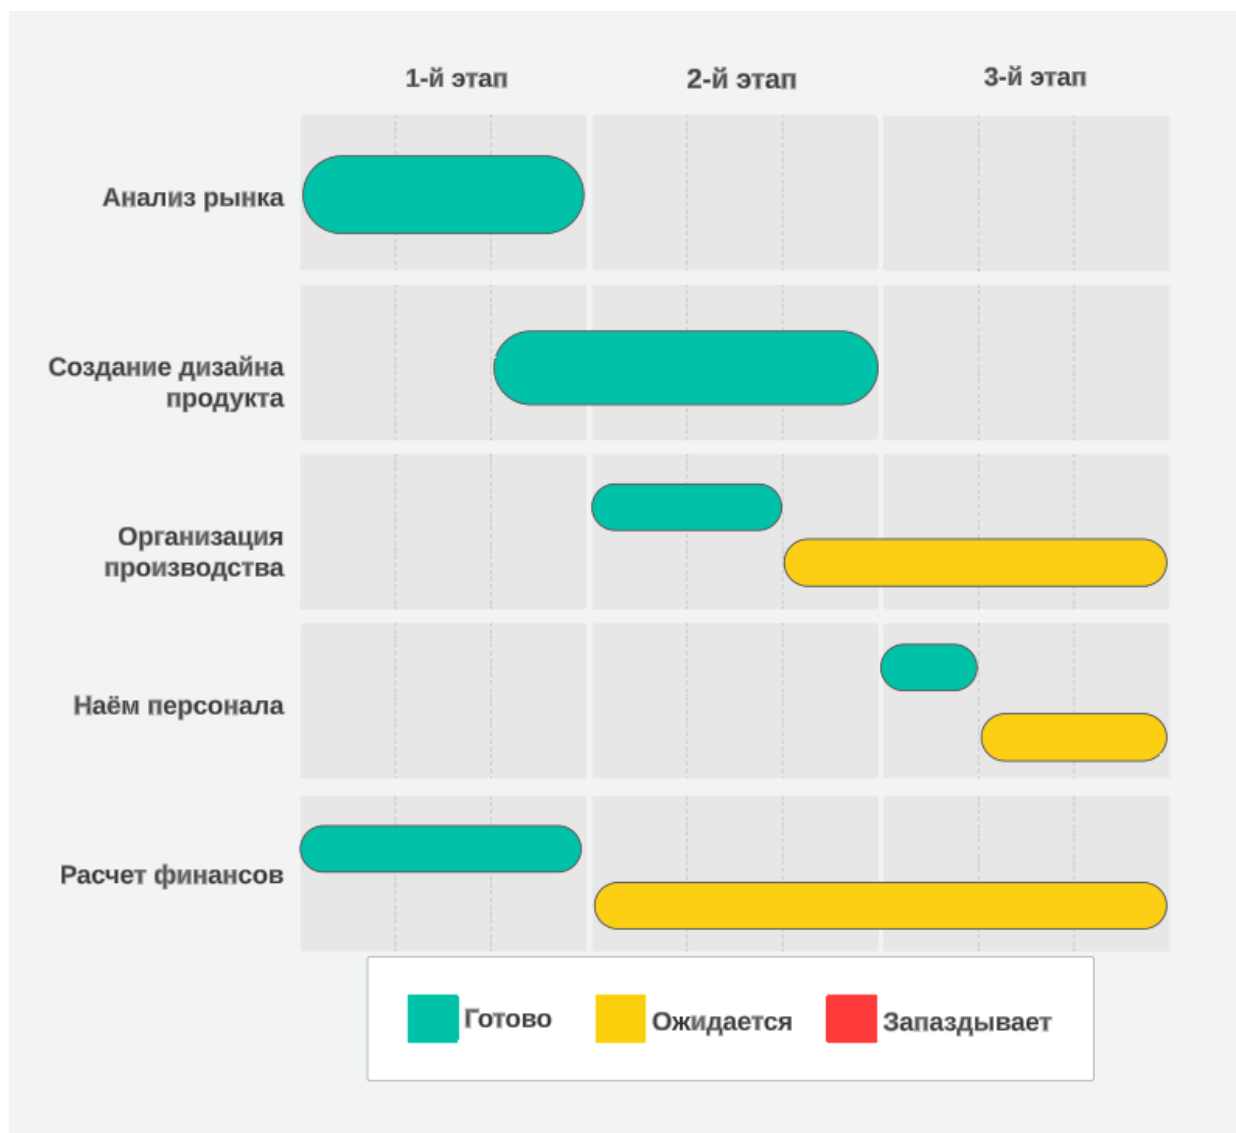 1-й этап
2-й этап
3-й этап
Анализ рынка
Создание дизайна
продукта
Организация
производства
Наём персонала
Расчет финансов
Готово
Ожидается
Запаздывает